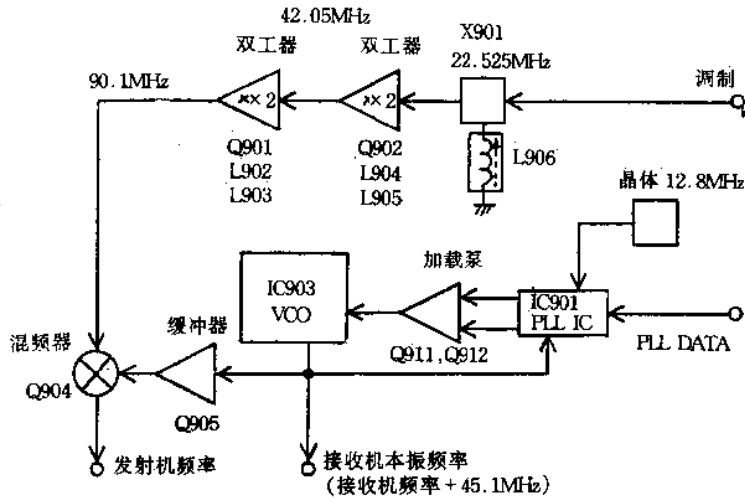 42.05MHz
双工器
双工器
X901
22.525MHz
调制
90.1MHz
×2
×2
Q901
L902
L903
Q902
L904
L905
L906
晶体 12.8MHz
加载泵
IC903
VCO
IC901
PLL IC
缓冲器
混频器
Q911,Q912
PLL DATA
Q904
Q905
发射机频率
接收机本振频率
(接收机频率+45.1MHz)